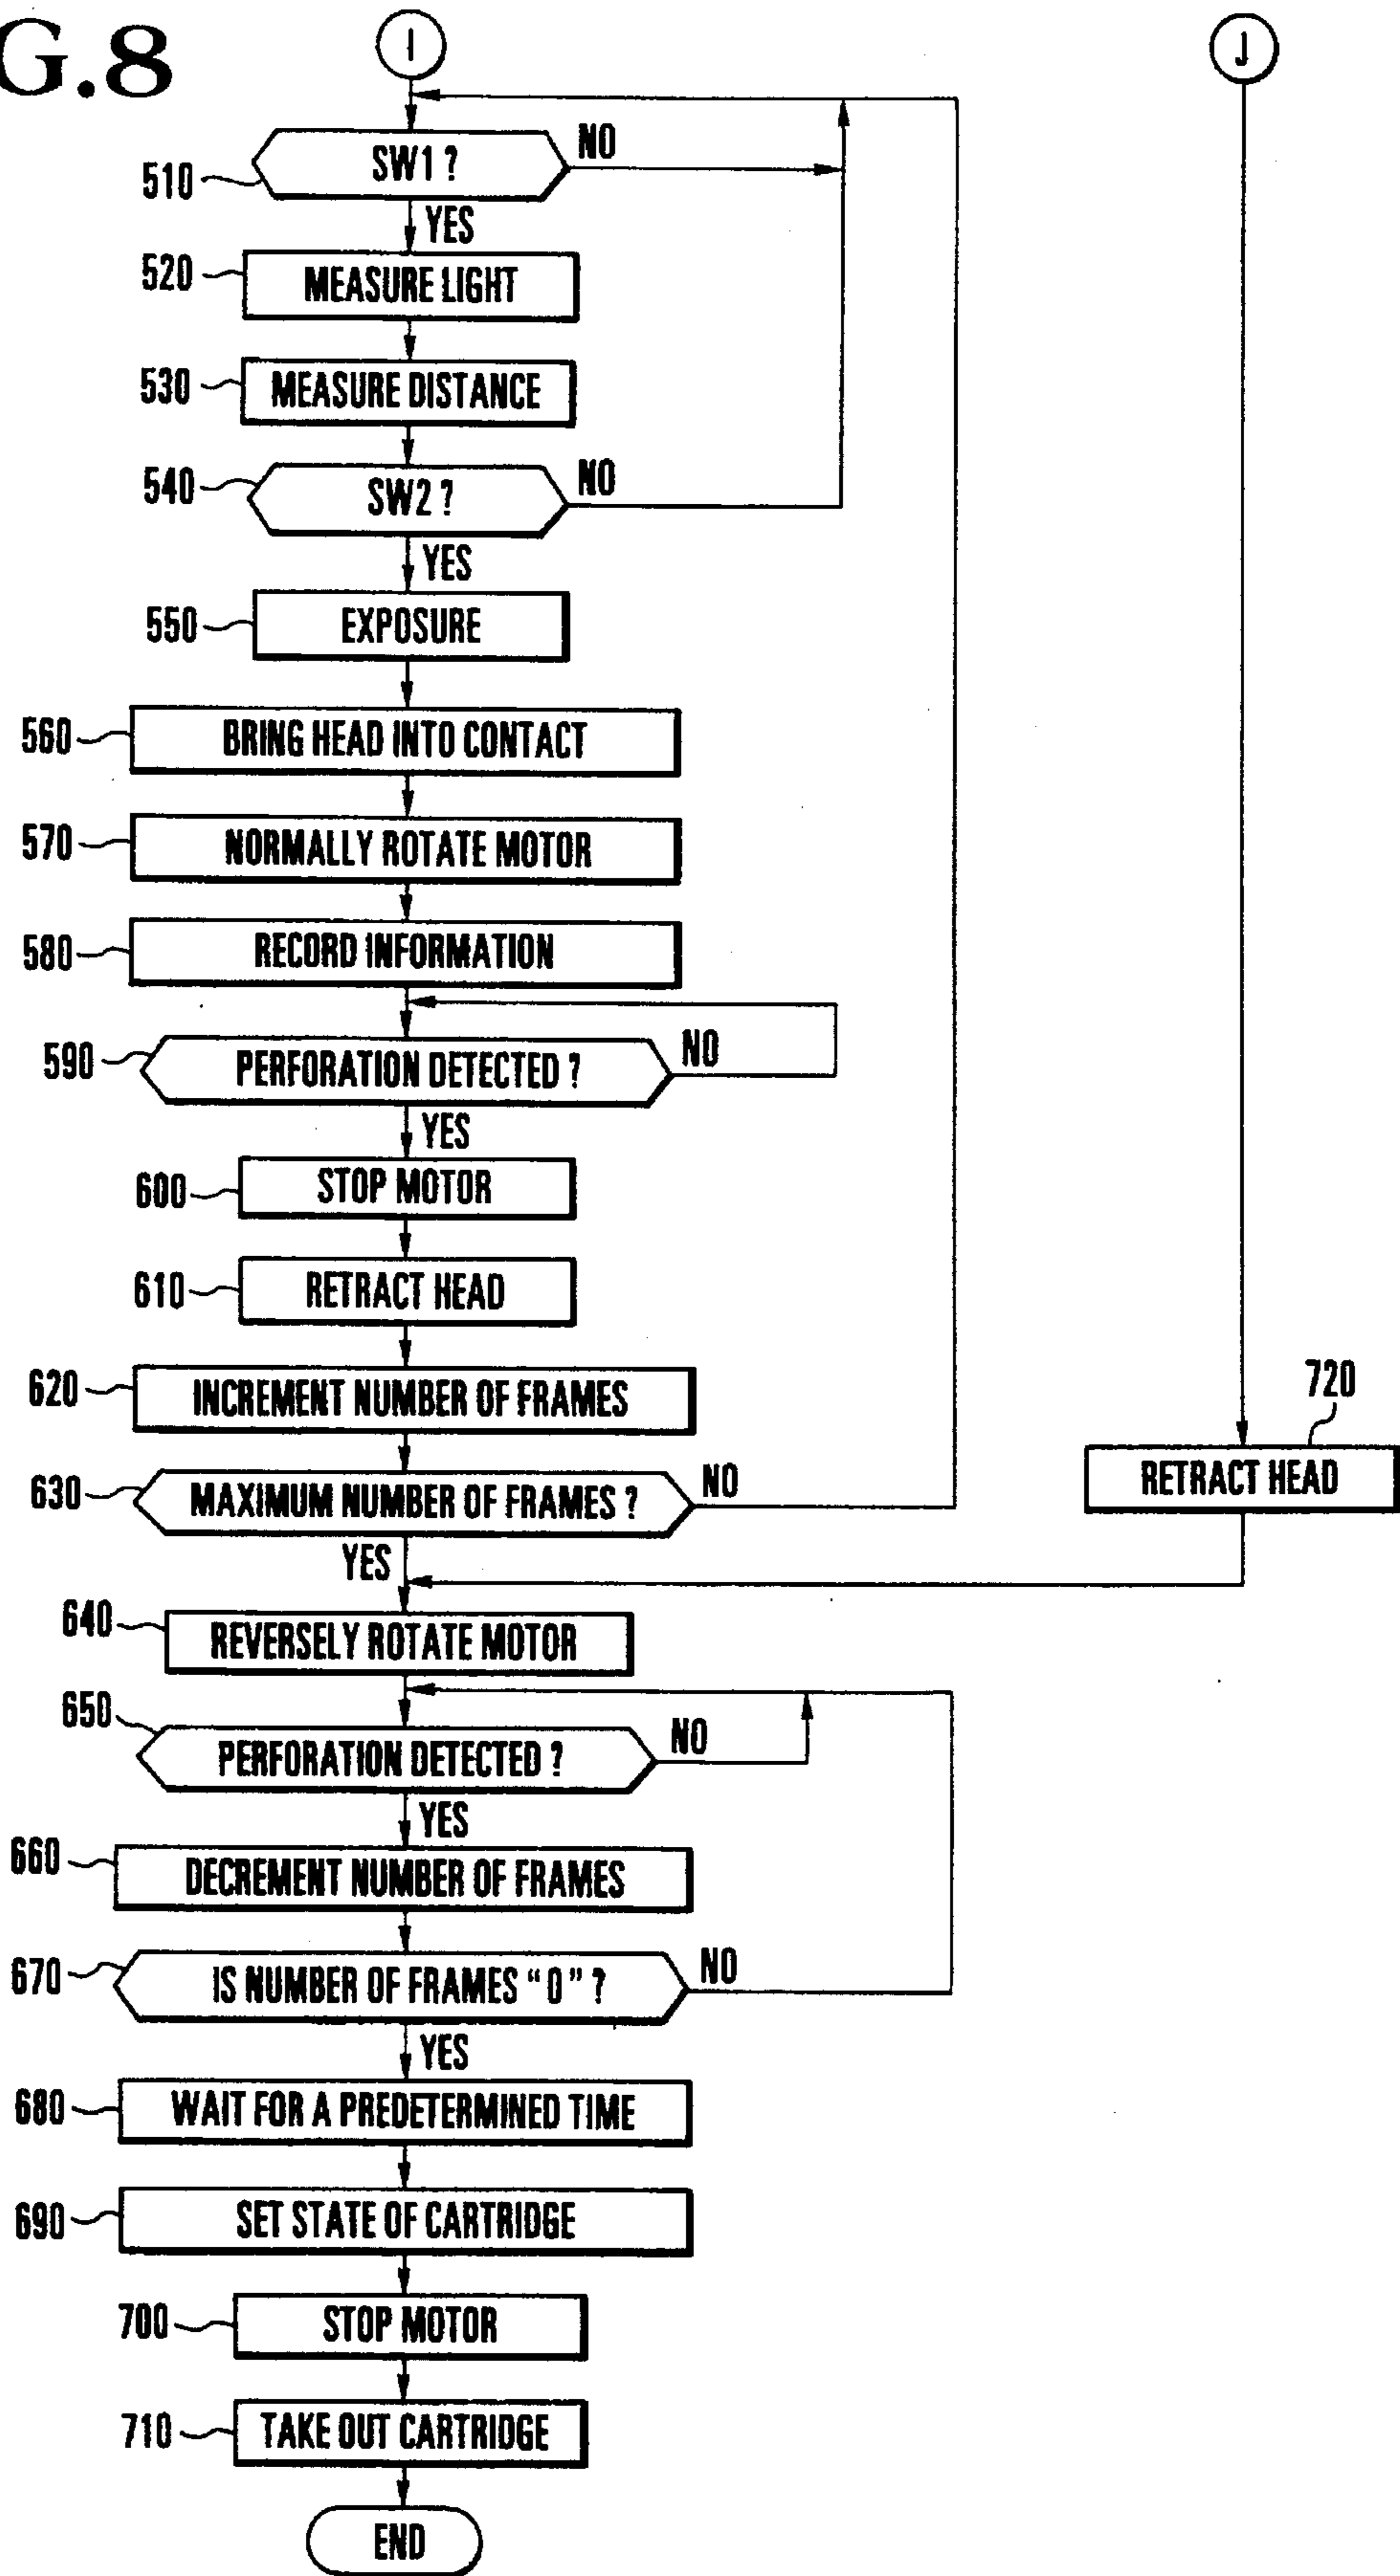 G.8
I
J
SW1 ?
NO
510
YES
520
MEASURE LIGHT
530
MEASURE DISTANCE
540
SW2 ?
NO
YES
550
EXPOSURE
560
BRING HEAD INTO CONTACT
570
NORMALLY ROTATE MOTOR
580
RECORD INFORMATION
590
PERFORATION DETECTED ?
NO
YES
600
STOP MOTOR
610
RETRACT HEAD
620
INCREMENT NUMBER OF FRAMES
720
RETRACT HEAD
630
MAXIMUM NUMBER OF FRAMES ?
NO
YES
640
REVERSELY ROTATE MOTOR
650
PERFORATION DETECTED ?
NO
YES
660
DECREMENT NUMBER OF FRAMES
670
IS NUMBER OF FRAMES "0" ?
NO
YES
680
WAIT FOR A PREDETERMINED TIME
690
SET STATE OF CARTRIDGE
700
STOP MOTOR
710
TAKE OUT CARTRIDGE
END